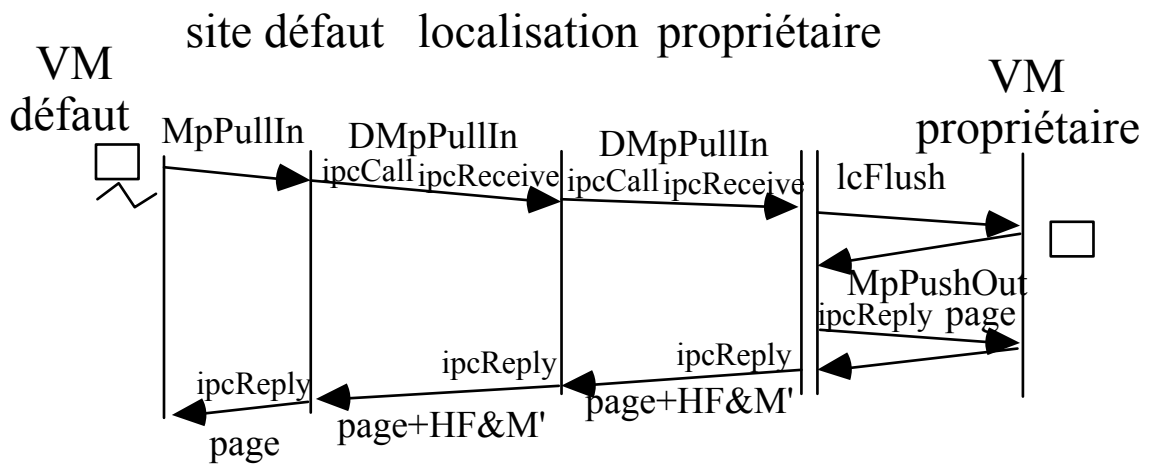 site défaut localisation propriétaire
VM
défaut
VM
propriétaire
MpPullIn
DMpPullIn
DMpPullIn
ipcCall ipcReceive
ipcCall ipcReceive
lcFlush
MpPushOut
ipcReply page
ipcReply
ipcReply
ipcReply
page+HF&M'
page+HF&M'
page